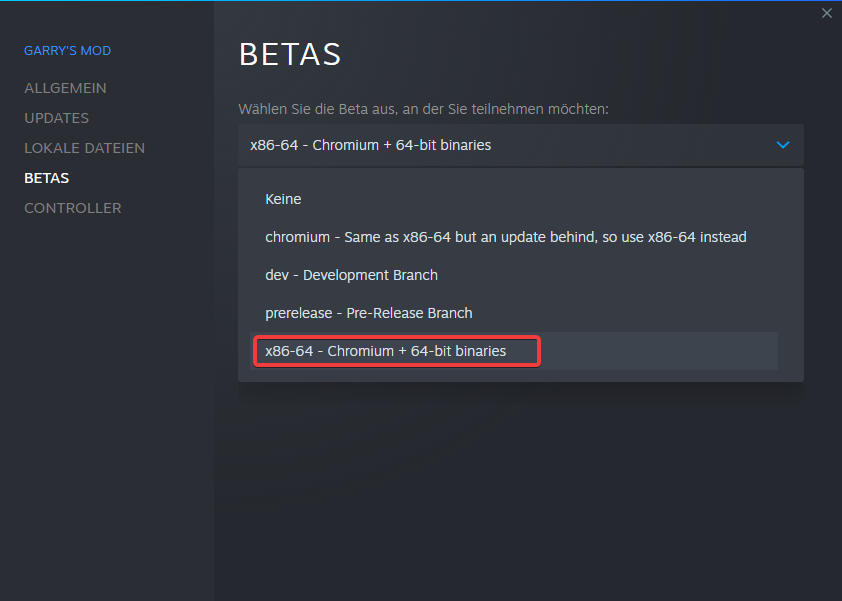 GARRY'S MOD
ALLGEMEIN
UPDATES
LOKALE DATEIEN
BETAS
CONTROLLER
BETAS
Wählen Sie die Beta aus, an der Sie teilnehmen möchten:
x86-64 - Chromium + 64-bit binaries
Keine
chromium - Same as x86-64 but an update behind, so use x86-64 instead
dev - Development Branch
prerelease - Pre-Release Branch
x86-64 - Chromium + 64-bit binaries